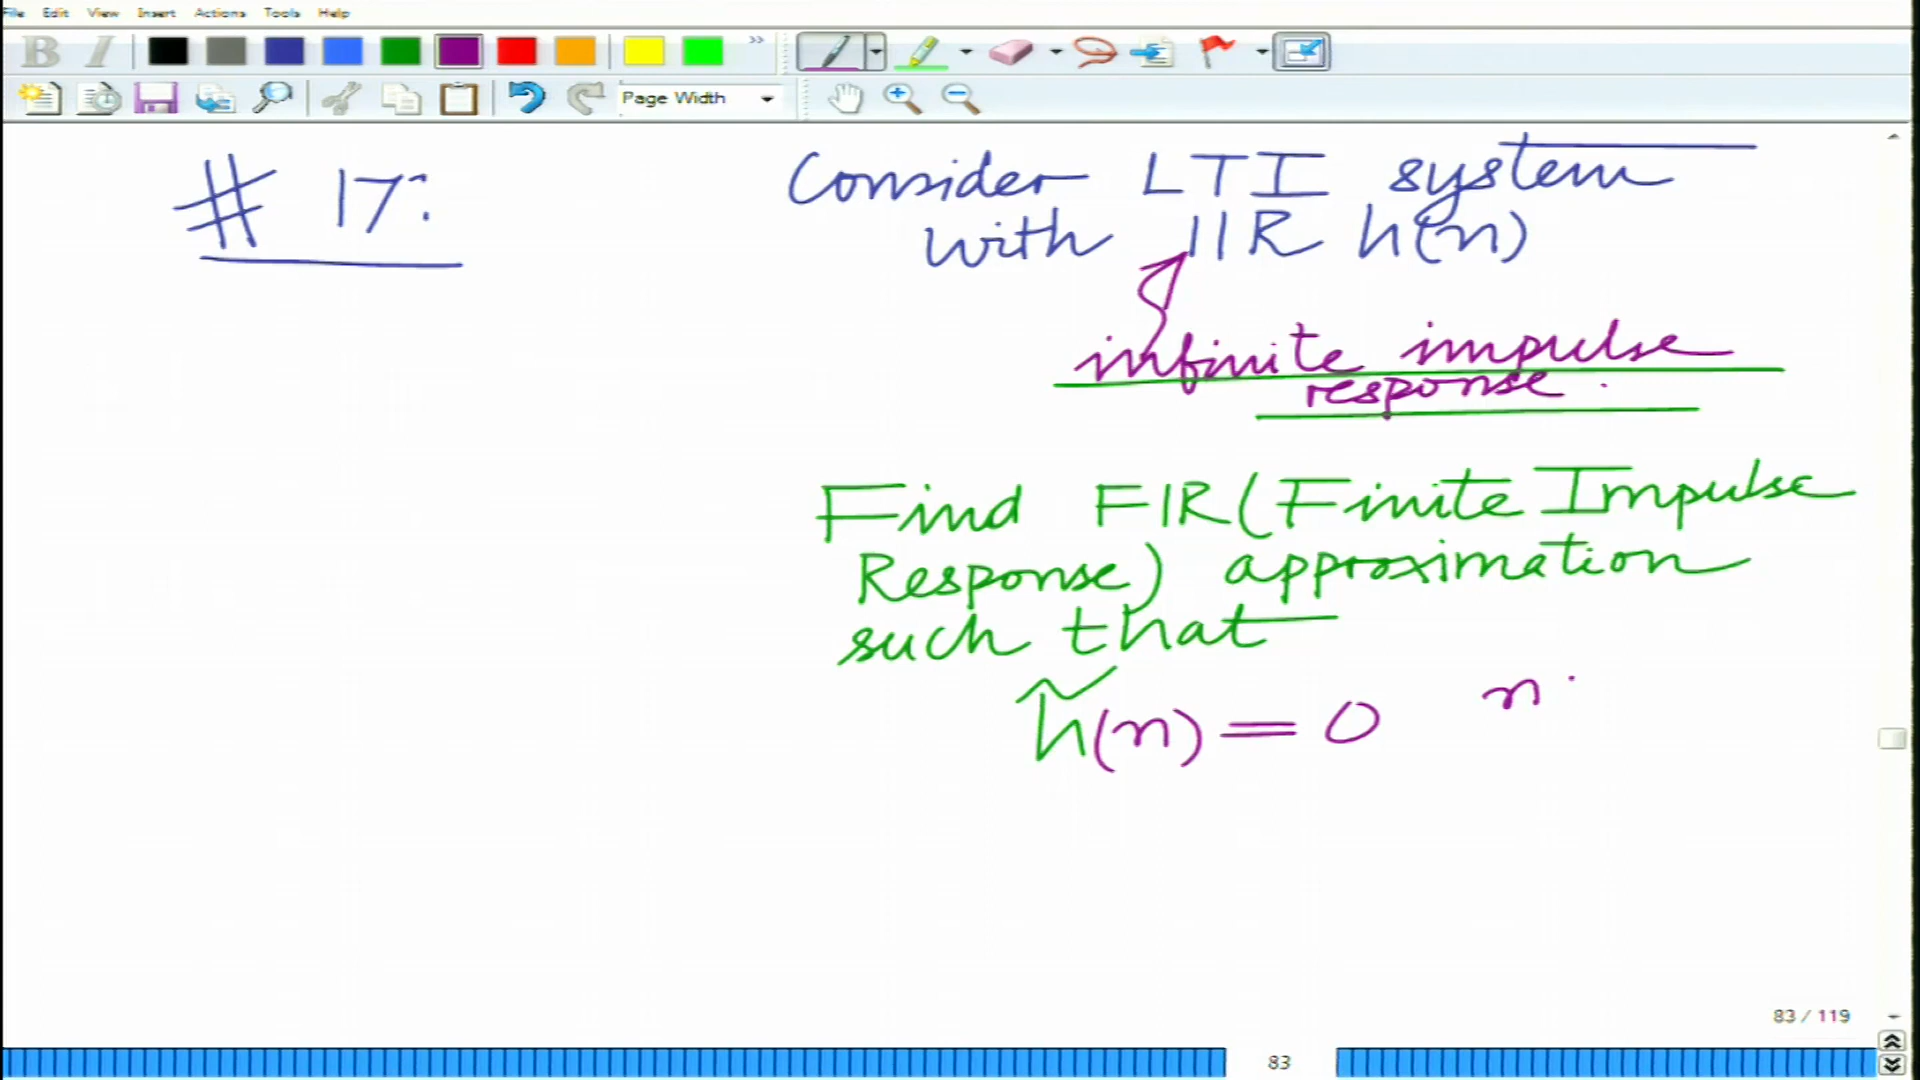 File Edit View Insert Actions Tools Help
B I
Page Width
# 17:
Consider LTI system
with IIR h(n)
infinite impulse
response.
Find FIR (Finite Impulse
Response) approximation
such that
h̃(n) = 0 n
83 / 119
83